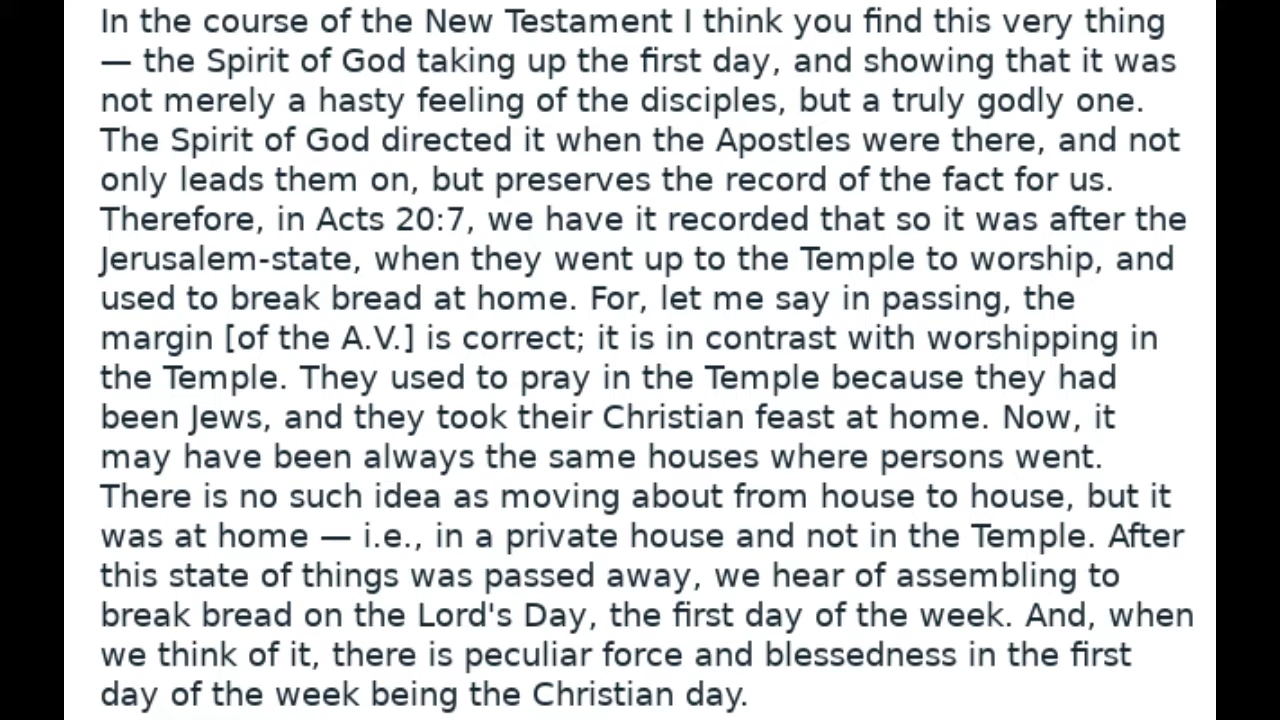 In the course of the New Testament I think you find this very thing
— the Spirit of God taking up the first day, and showing that it was
not merely a hasty feeling of the disciples, but a truly godly one.
The Spirit of God directed it when the Apostles were there, and not
only leads them on, but preserves the record of the fact for us.
Therefore, in Acts 20:7, we have it recorded that so it was after the
Jerusalem-state, when they went up to the Temple to worship, and
used to break bread at home. For, let me say in passing, the
margin [of the A.V.] is correct; it is in contrast with worshipping in
the Temple. They used to pray in the Temple because they had
been Jews, and they took their Christian feast at home. Now, it
may have been always the same houses where persons went.
There is no such idea as moving about from house to house, but it
was at home — i.e., in a private house and not in the Temple. After
this state of things was passed away, we hear of assembling to
break bread on the Lord's Day, the first day of the week. And, when
we think of it, there is peculiar force and blessedness in the first
day of the week being the Christian day.